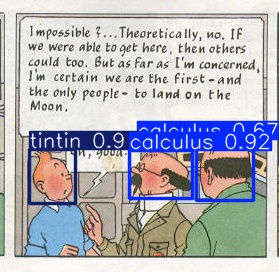 Impossible ?...Theoretically, no. IF
we were able to get here, then others
could too. But as far as I'm concerned,
I'm certain we are the first - and
the only people - to land on the
Moon.
calculus 0.67
tintin 0.9
calculus 0.92
good